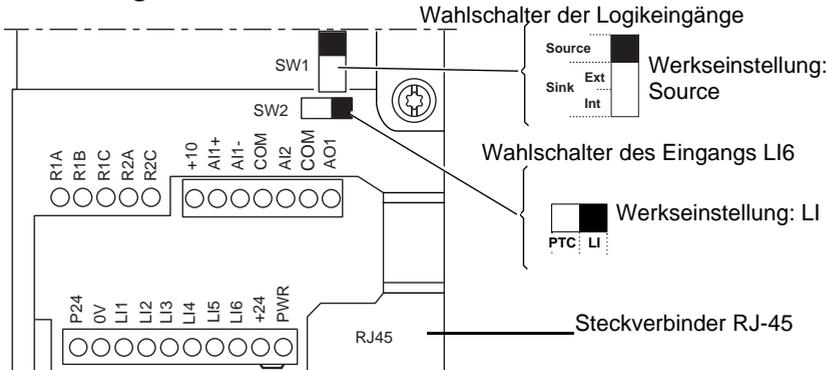 Wahlschalter der Logikeingänge
SW1
Source
Sink
Ext
Int
Werkseinstellung:
Source
SW2
Wahlschalter des Eingangs LI6
PTC LI
Werkseinstellung: LI
R1A
R1B
R1C
R2A
R2C
+10
AI1+
AI1-
COM
AI2
COM
AO1
P24
0V
LI1
LI2
LI3
LI4
LI5
LI6
+24
PWR
RJ45
Steckverbinder RJ-45